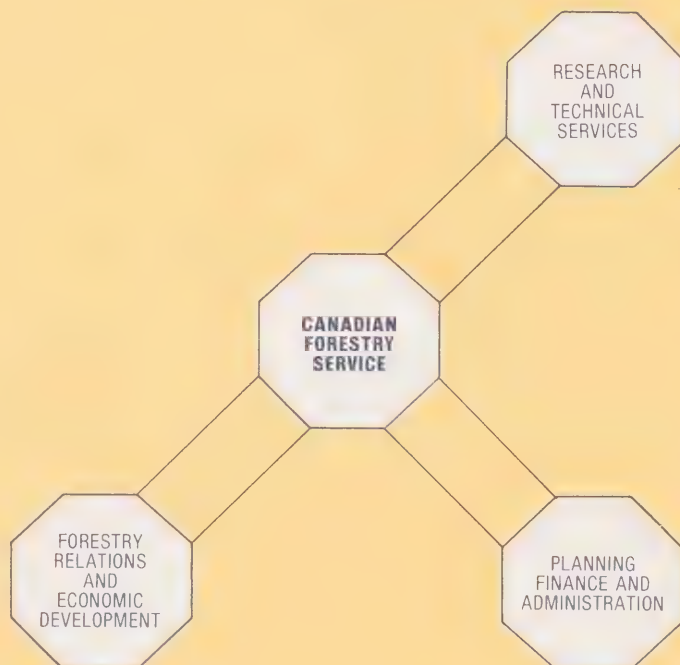 RESEARCH
AND
TECHNICAL
SERVICES
CANADIAN
FORESTRY
SERVICE
FORESTRY
RELATIONS
AND
ECONOMIC
DEVELOPMENT
PLANNING
FINANCE AND
ADMINISTRATION